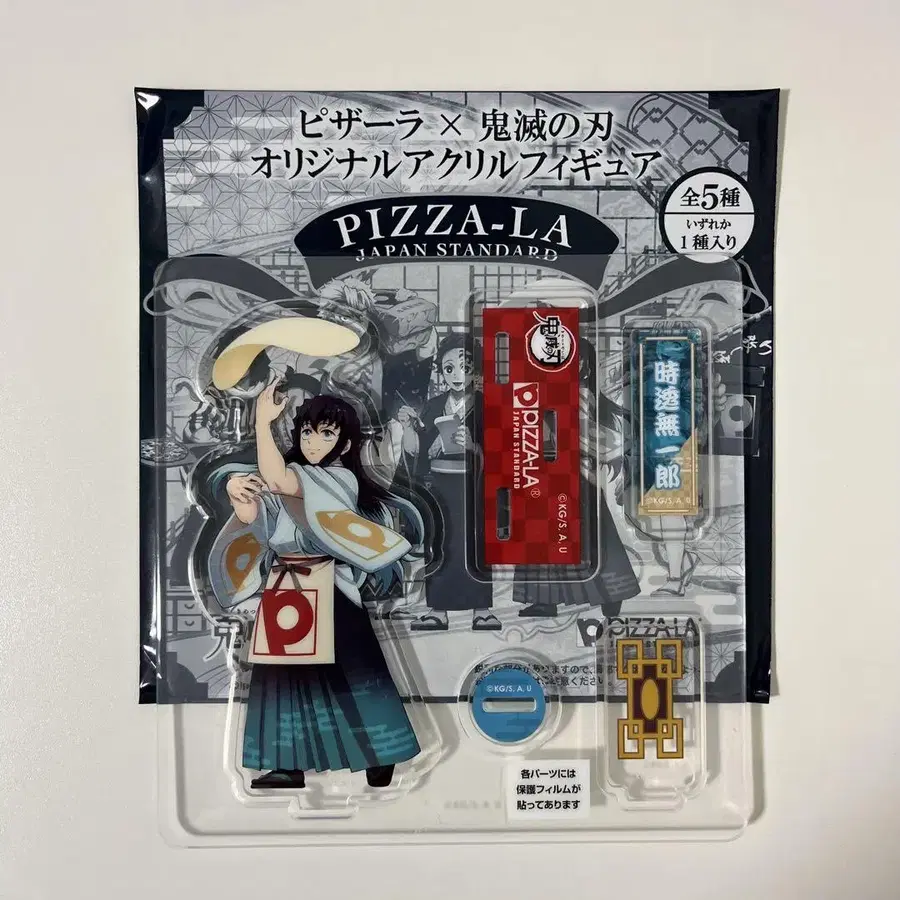 ピザーラ × 鬼滅の刃
オリジナルアクリルフィギュア
全5種
いずれか
1種入り
PIZZA-LA
JAPAN STANDARD
鬼滅の刃
PIZZA-LA®
JAPAN STANDARD
©KG/S, A, U
時透無一郎
©KG/S, A, U
PIZZA-LA
©KG/S, A, U
各パーツには
保護フィルムが
貼ってあります